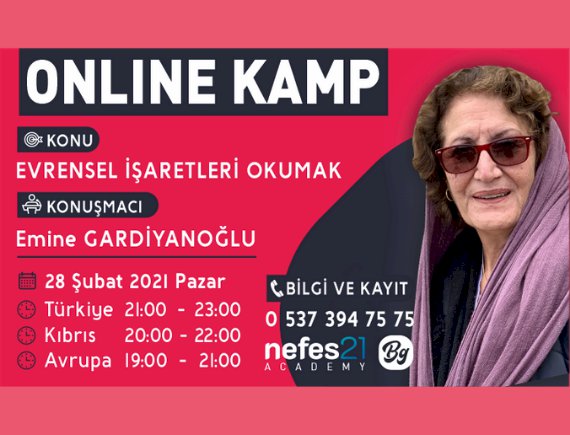 ONLINE KAMP
KONU
EVRENSEL İŞARETLERİ OKUMAK
KONUŞMACI
Emine GARDİYANOĞLU
28 Şubat 2021 Pazar
Türkiye 21:00 - 23:00
Kıbrıs 20:00 - 22:00
Avrupa 19:00 - 21:00
BİLGİ VE KAYIT
0 537 394 75 75
nefes21
ACADEMY
Bg